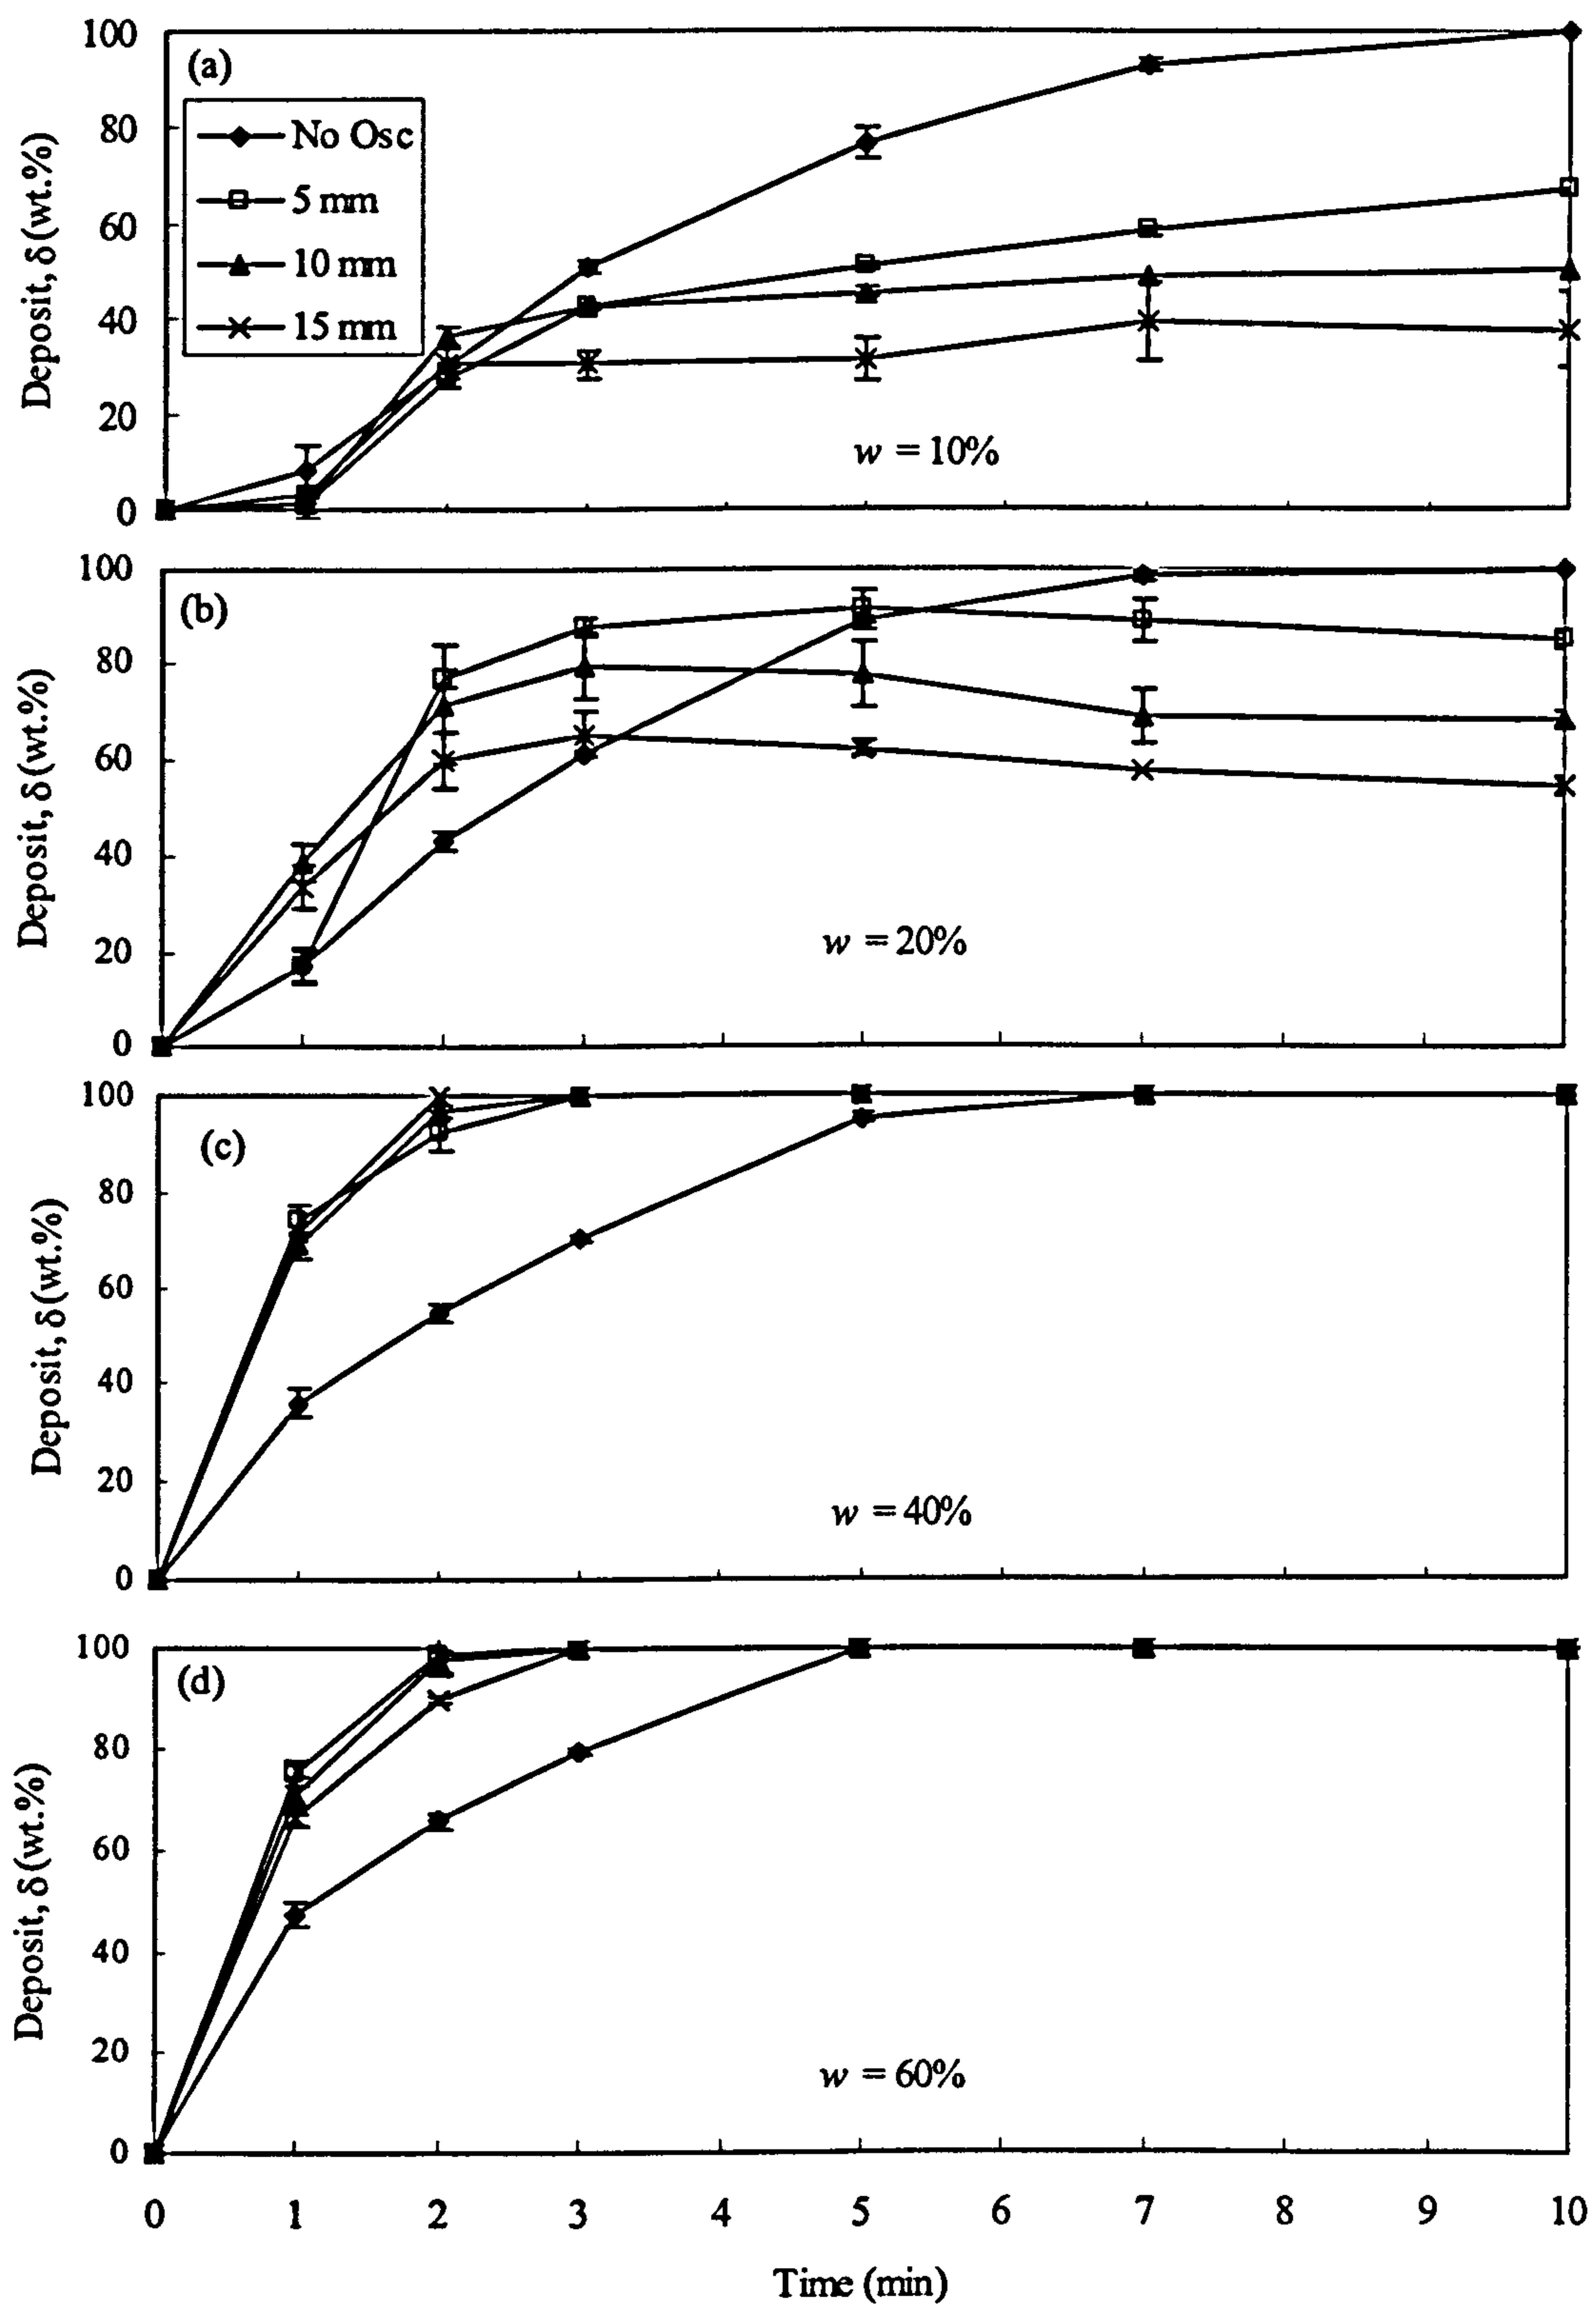 100
(a)
No Osc
80
5 mm
60
10 mm
40
15 mm
20
w = 10%
0
Deposit, δ (wt.%)
100
(b)
80
60
40
20
w = 20%
0
Deposit, δ (wt.%)
100
(c)
80
60
40
20
w = 40%
0
Deposit, δ (wt.%)
100
(d)
80
60
40
20
w = 60%
0
Deposit, δ (wt.%)
0 1 2 3 4 5 6 7 8 9 10
Time (min)